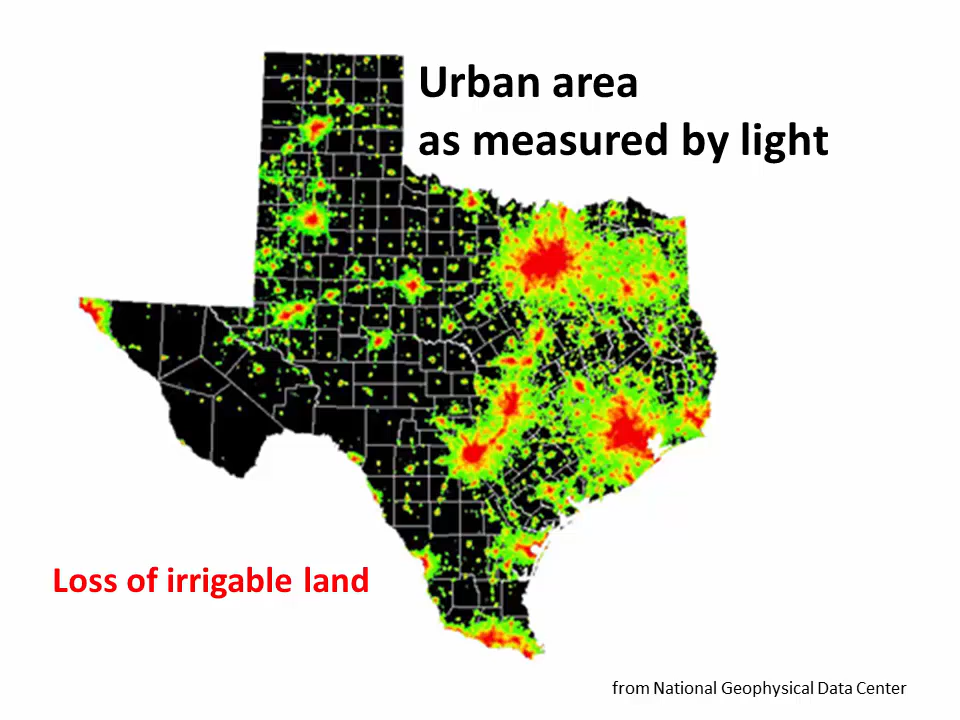 Urban area
as measured by light
Loss of irrigable land
from National Geophysical Data Center